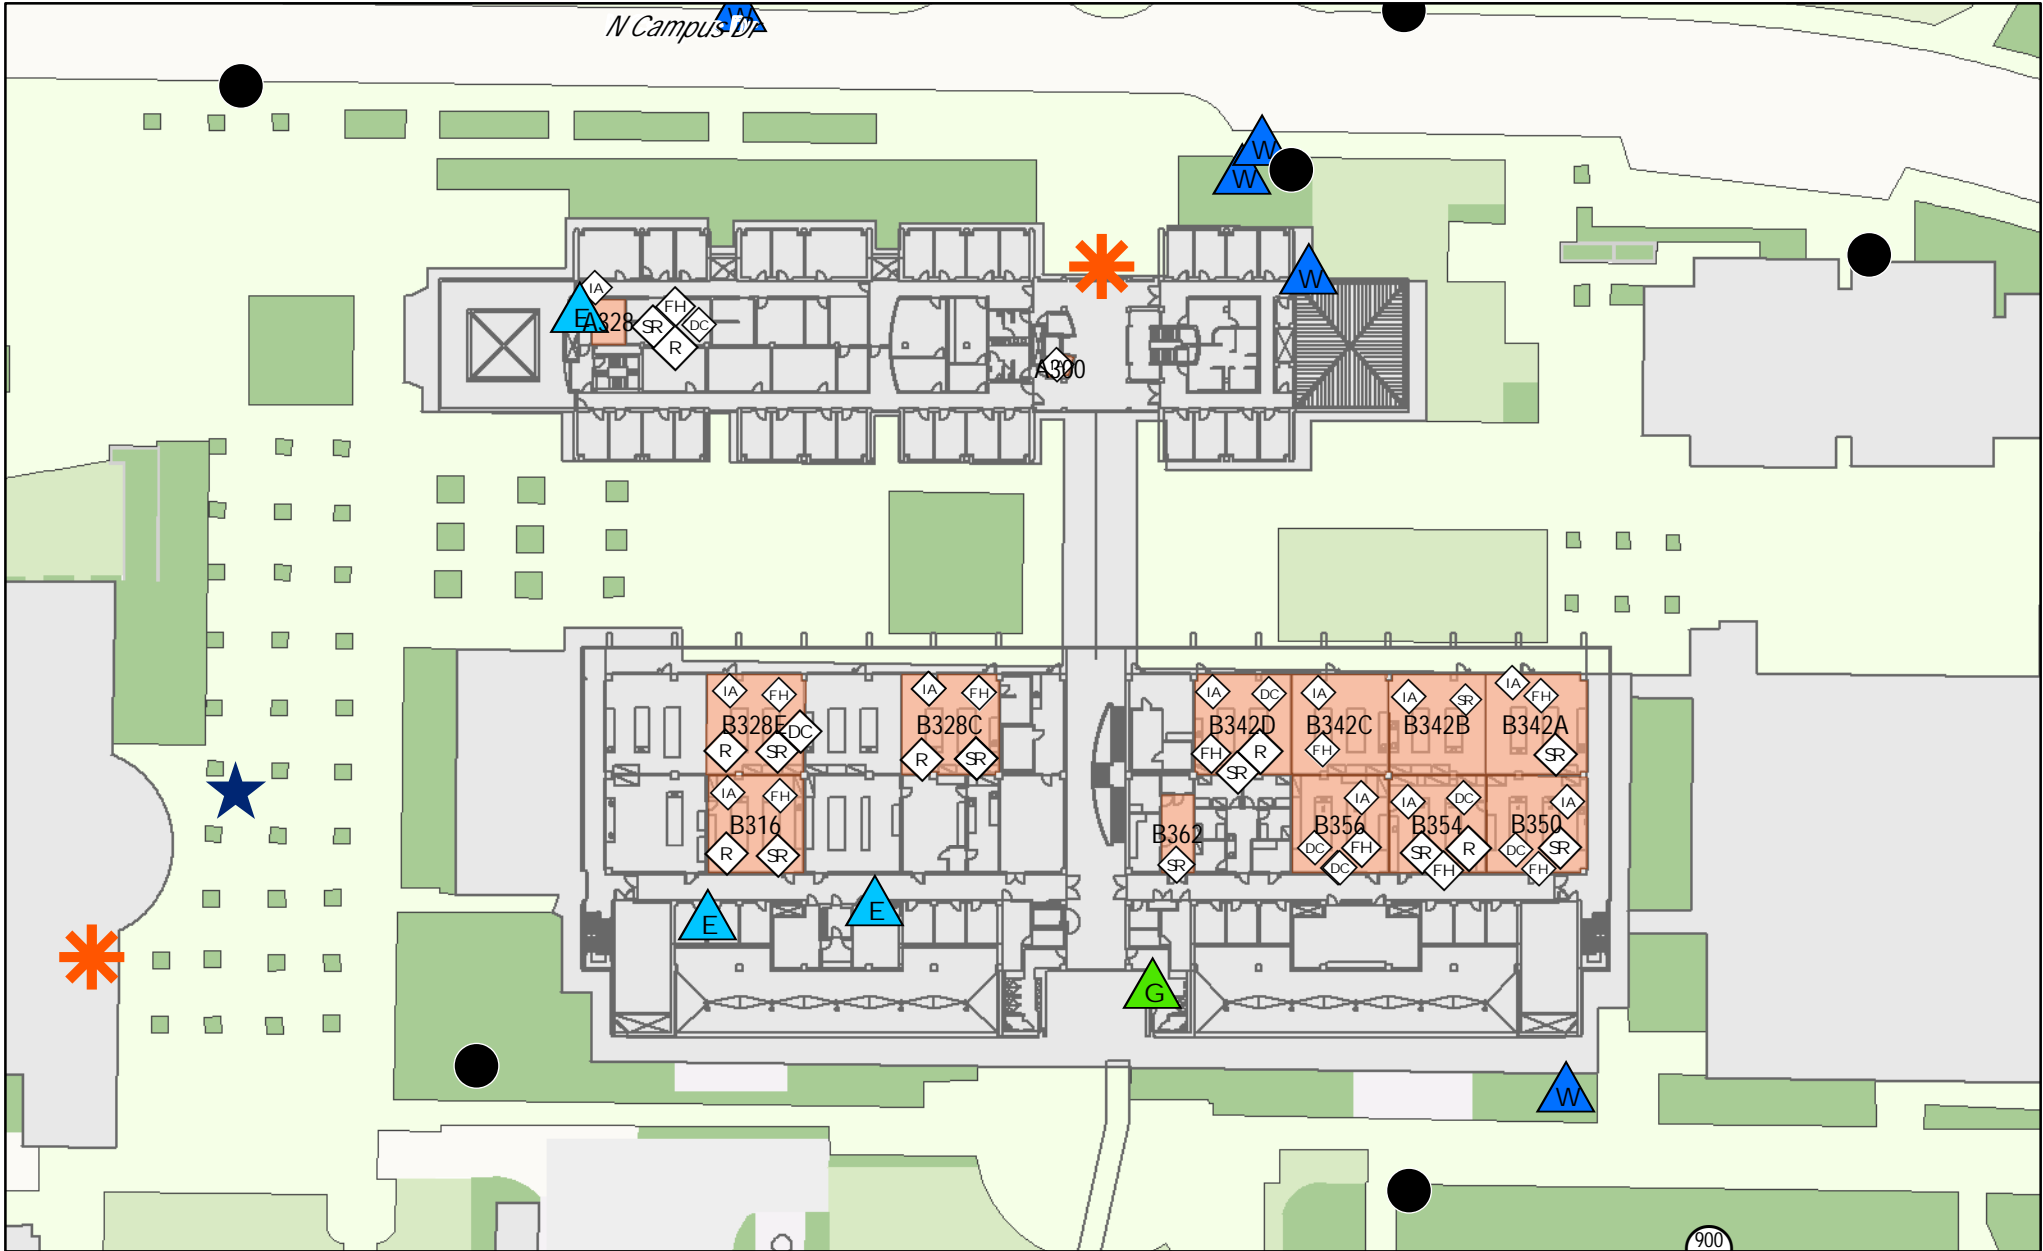 N Campus Dr
W
W
W
W
IA
E
A328
FH
SR
DC
R
A300
IA
FH
B328E
DC
R
SR
IA
FH
B328C
R
SR
IA
DC
B342D
FH
R
SR
IA
B342C
FH
IA
SR
B342B
IA
FH
B342A
SR
IA
FH
B316
R
SR
B362
SR
IA
B356
DC
FH
DC
IA
DC
B354
SR
R
FH
IA
B350
DC
SR
FH
E
E
G
W
900